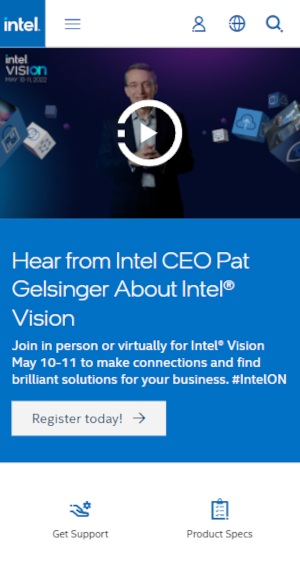 intel.
intel
VISION
MAY 10-11, 2022
Hear from Intel CEO Pat
Gelsinger About Intel®
Vision
Join in person or virtually for Intel® Vision
May 10-11 to make connections and find
brilliant solutions for your business. #IntelON
Register today! →
Get Support
Product Specs